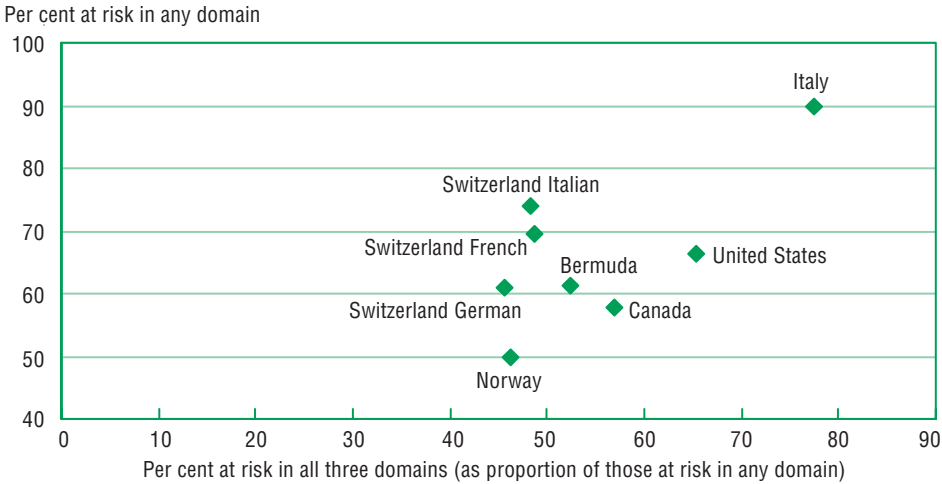 Per cent at risk in any domain
100
90
80
70
60
50
40
Italy
Switzerland Italian
Switzerland French
United States
Bermuda
Switzerland German
Canada
Norway
0 10 20 30 40 50 60 70 80 90
Per cent at risk in all three domains (as proportion of those at risk in any domain)